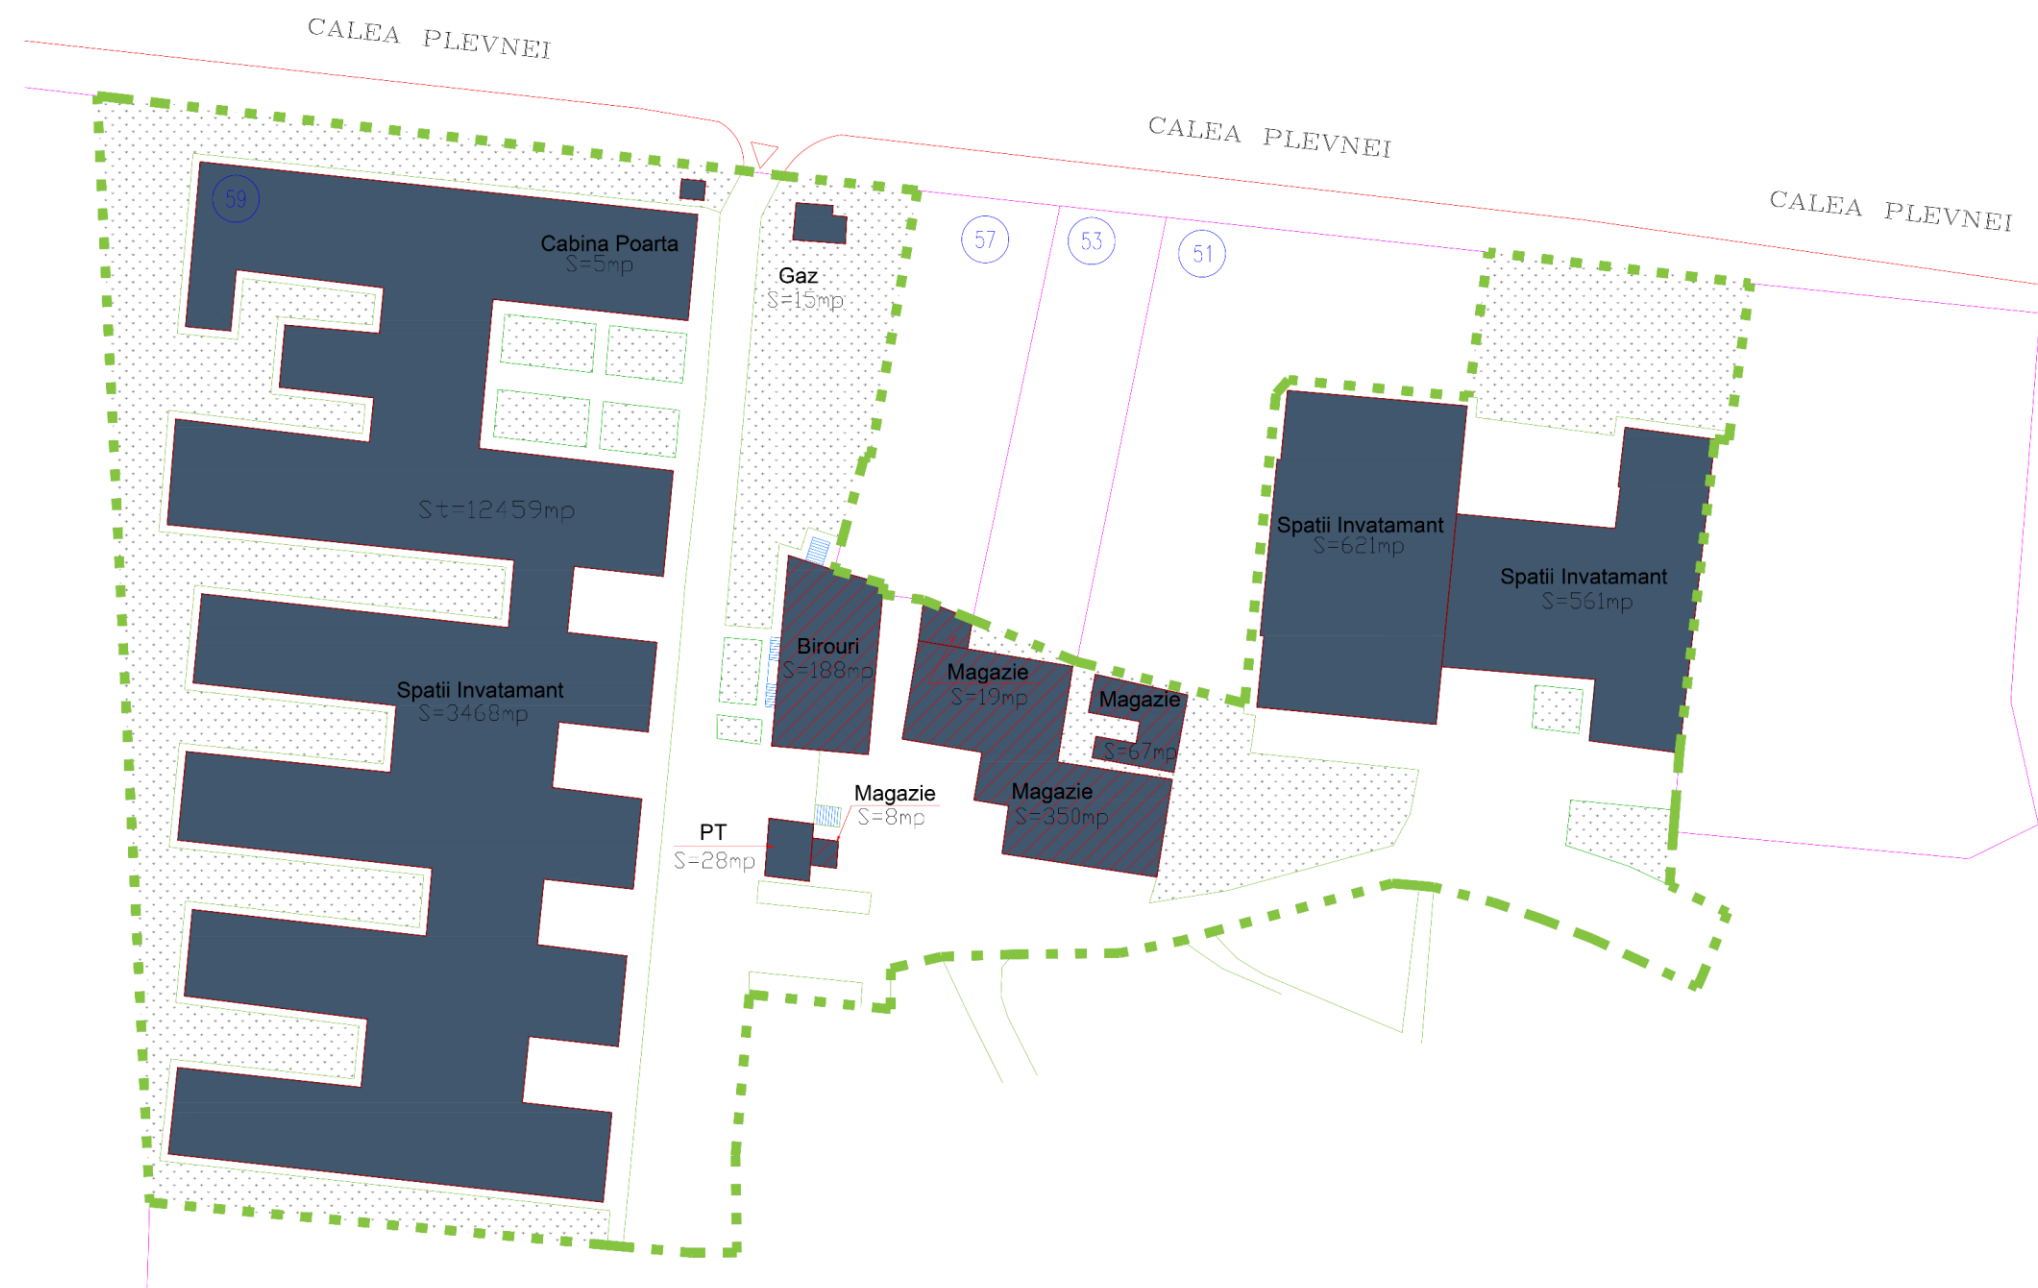 CALEA PLEVNEI
CALEA PLEVNEI
CALEA PLEVNEI
59
Cabina Poarta
S=5mp
Gaz
S=15mp
57
53
51
St=12459mp
Spatii Invatamant
S=621mp
Spatii Invatamant
S=561mp
Birouri
S=188mp
Magazie
S=19mp
Magazie
S=67mp
Spatii Invatamant
S=3468mp
Magazie
S=350mp
Magazie
S=8mp
PT
S=28mp